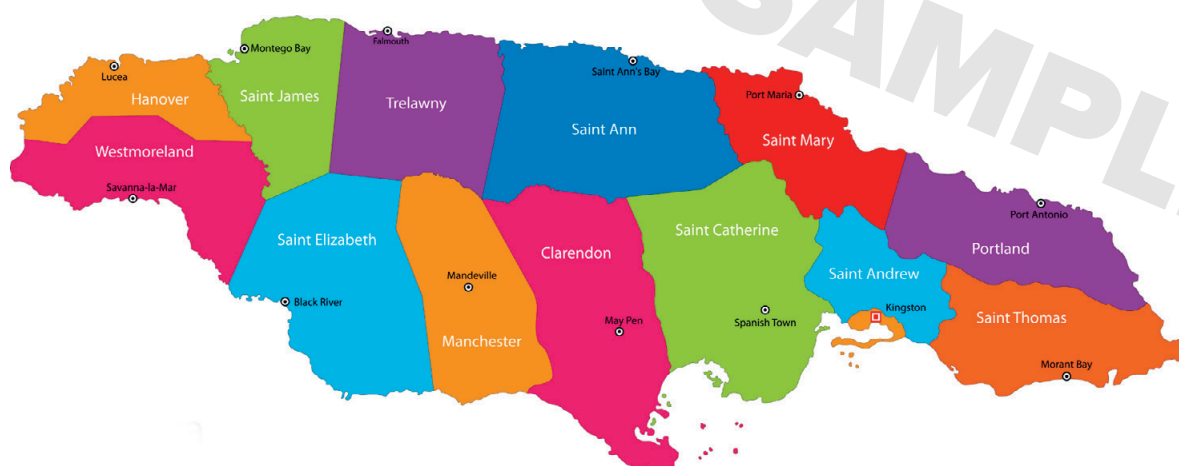 SAMPL
Montego Bay
Falmouth
Lucea
Saint Ann's Bay
Hanover
Saint James
Trelawny
Port Maria
Saint Ann
Saint Mary
Westmoreland
Savanna-la-Mar
Port Antonio
Saint Elizabeth
Saint Catherine
Clarendon
Portland
Mandeville
Saint Andrew
Black River
Kingston
May Pen
Spanish Town
Saint Thomas
Manchester
Morant Bay